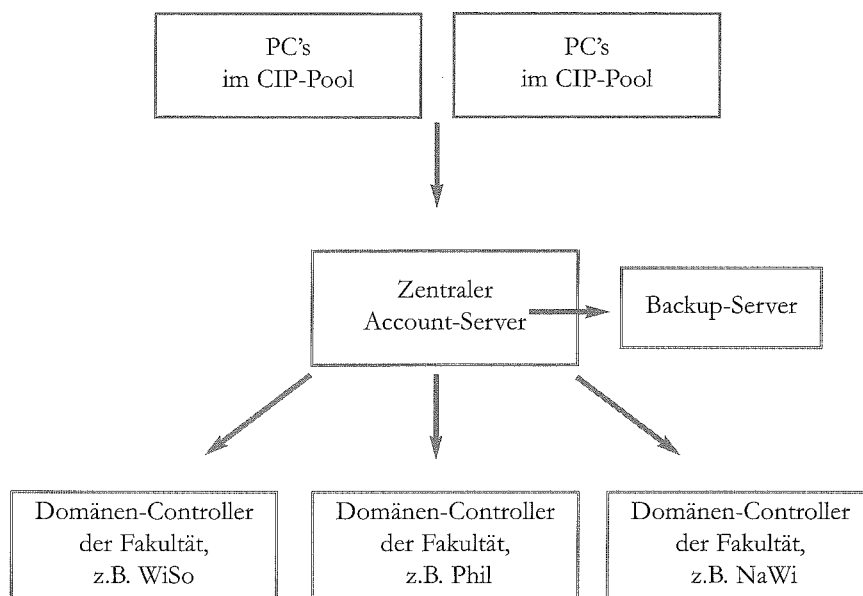 PC's
im CIP-Pool
PC's
im CIP-Pool
Zentraler
Account-Server
Backup-Server
Domänen-Controller
der Fakultät,
z.B. WiSo
Domänen-Controller
der Fakultät,
z.B. Phil
Domänen-Controller
der Fakultät,
z.B. NaWi